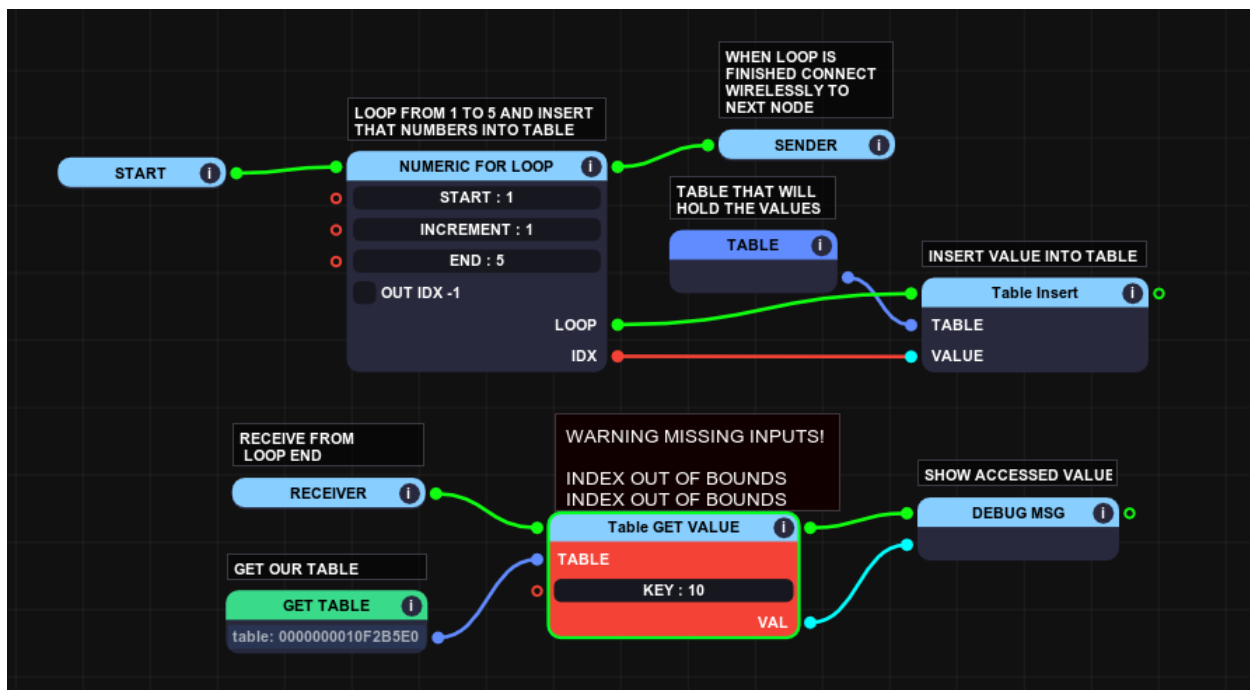 WHEN LOOP IS
FINISHED CONNECT
WIRELESSLY TO
NEXT NODE
LOOP FROM 1 TO 5 AND INSERT
THAT NUMBERS INTO TABLE
SENDER i
START i
NUMERIC FOR LOOP i
START : 1
INCREMENT : 1
END : 5
OUT IDX -1
LOOP
IDX
TABLE THAT WILL
HOLD THE VALUES
TABLE i
INSERT VALUE INTO TABLE
Table Insert i
TABLE
VALUE
RECEIVE FROM
LOOP END
RECEIVER i
WARNING MISSING INPUTS!
INDEX OUT OF BOUNDS
INDEX OUT OF BOUNDS
Table GET VALUE i
TABLE
KEY : 10
VAL
SHOW ACCESSED VALUE
DEBUG MSG i
GET OUR TABLE
GET TABLE i
table: 0000000010F2B5E0